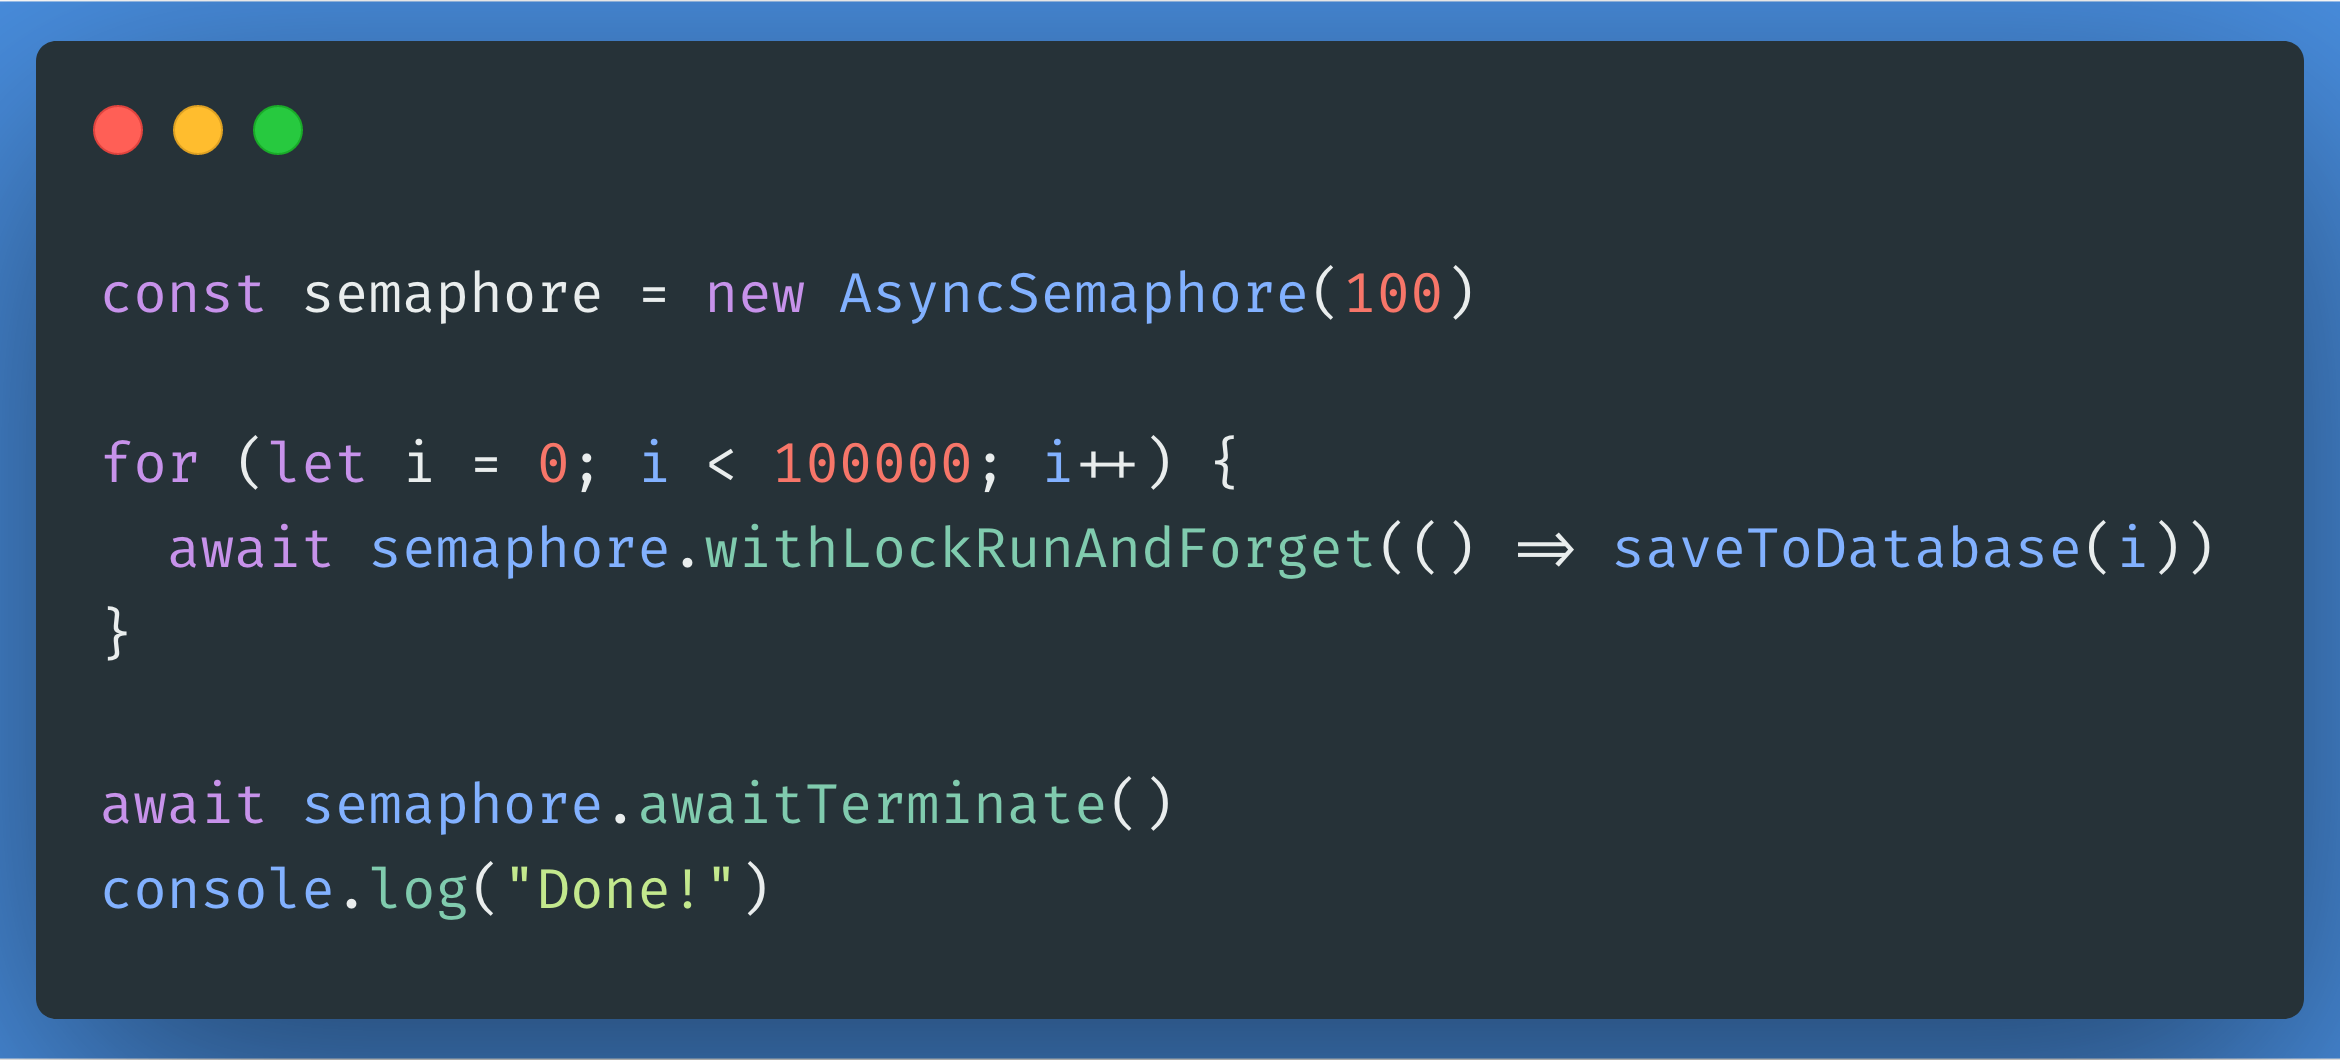 const semaphore = new AsyncSemaphore(100)
for (let i = 0; i < 100000; i++) {
  await semaphore.withLockRunAndForget(() => saveToDatabase(i))
}
await semaphore.awaitTerminate()
console.log("Done!")